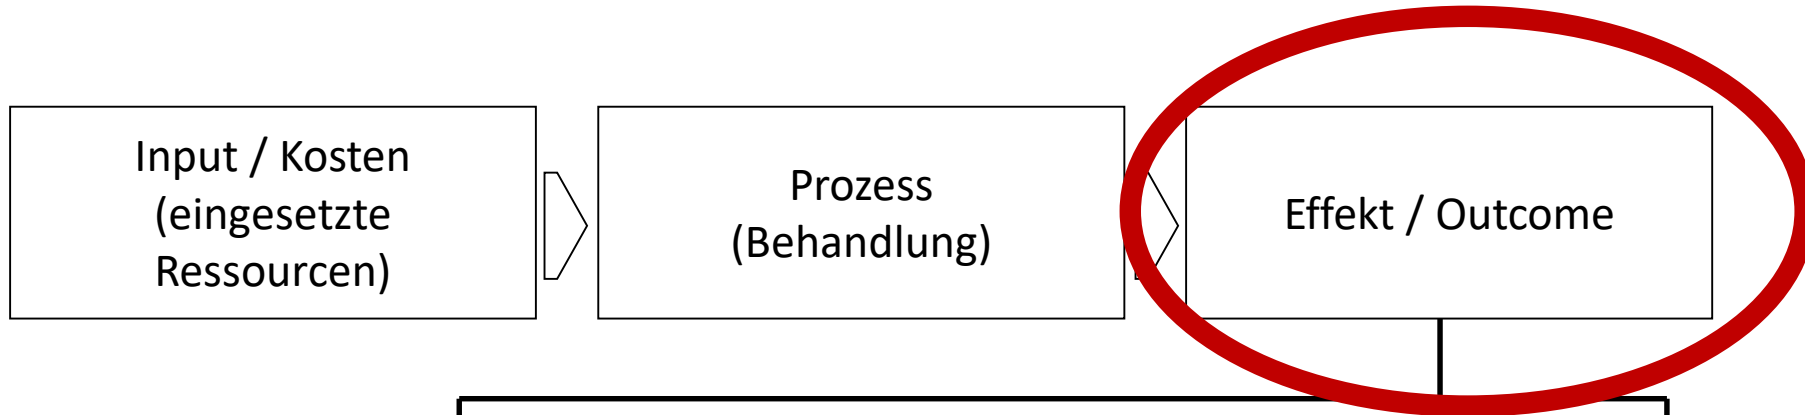 Input / Kosten
(eingesetzte
Ressourcen)
Prozess
(Behandlung)
Effekt / Outcome